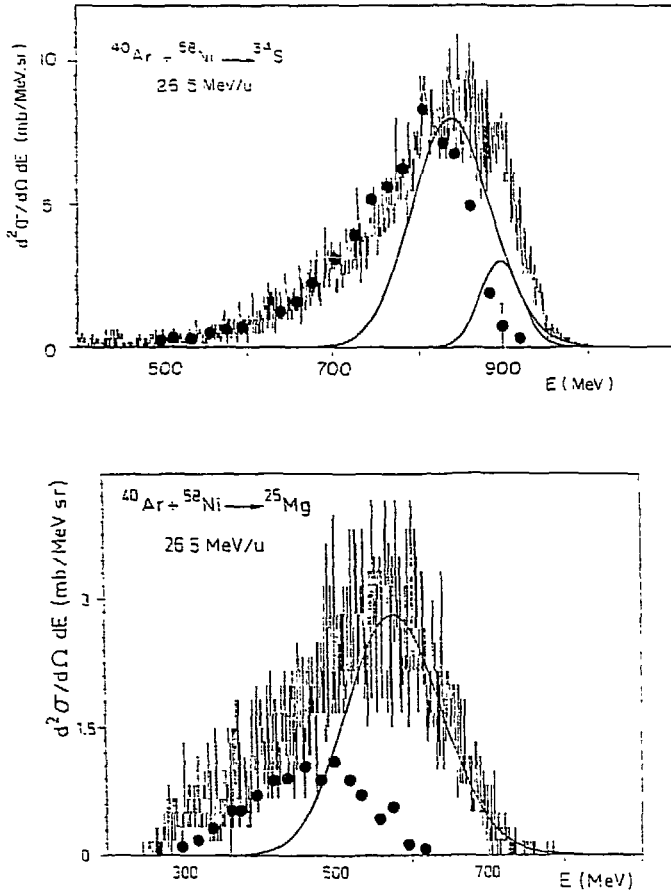 ⁴⁰Ar + ⁵⁸Ni → ³⁴S
26.5 MeV/u
d²σ/dΩ dE (mb/MeV.sr)
10
5
0
500
700
900
E (MeV)
⁴⁰Ar + ⁵⁸Ni → ²⁵Mg
26.5 MeV/u
d²σ/dΩ dE (mb/MeV sr)
3
1.5
0
300
500
700
E (MeV)